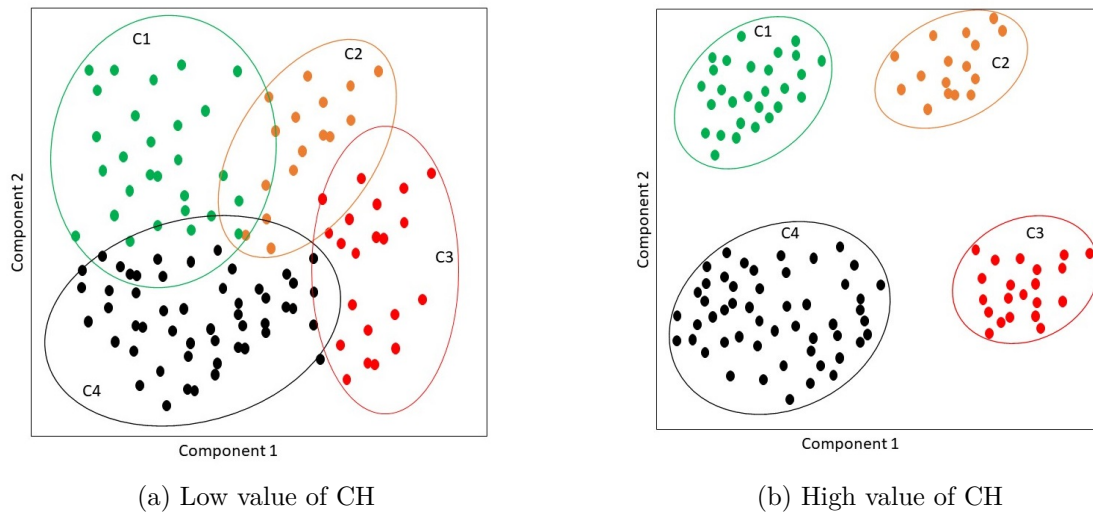 C1
C2
C3
C4
Component 2
Component 1
(a) Low value of CH
C1
C2
C4
C3
Component 2
Component 1
(b) High value of CH